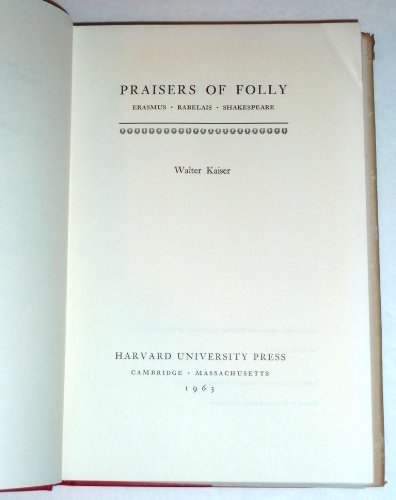 PRAISERS OF FOLLY
ERASMUS · RABELAIS · SHAKESPEARE
Walter Kaiser
HARVARD UNIVERSITY PRESS
CAMBRIDGE · MASSACHUSETTS
1963